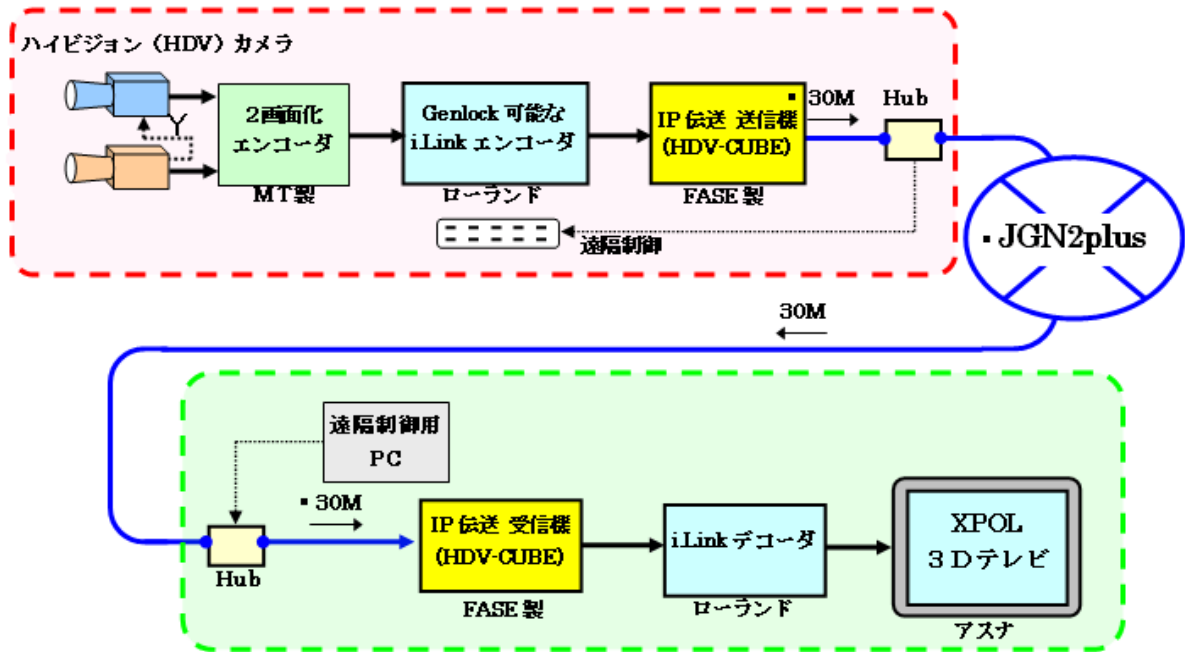 ハイビジョン（HDV）カメラ
Y
2画面化
エンコーダ
MT製
Genlock 可能な
i.Link エンコーダ
ローランド
IP 伝送 送信機
(HDV-CUBE)
FASE 製
▪ 30M
Hub
遠隔制御
▪ JGN2plus
30M
遠隔制御用
PC
▪ 30M
Hub
IP 伝送 受信機
(HDV-CUBE)
FASE 製
i.Link デコーダ
ローランド
XPOL
3Dテレビ
アスナ